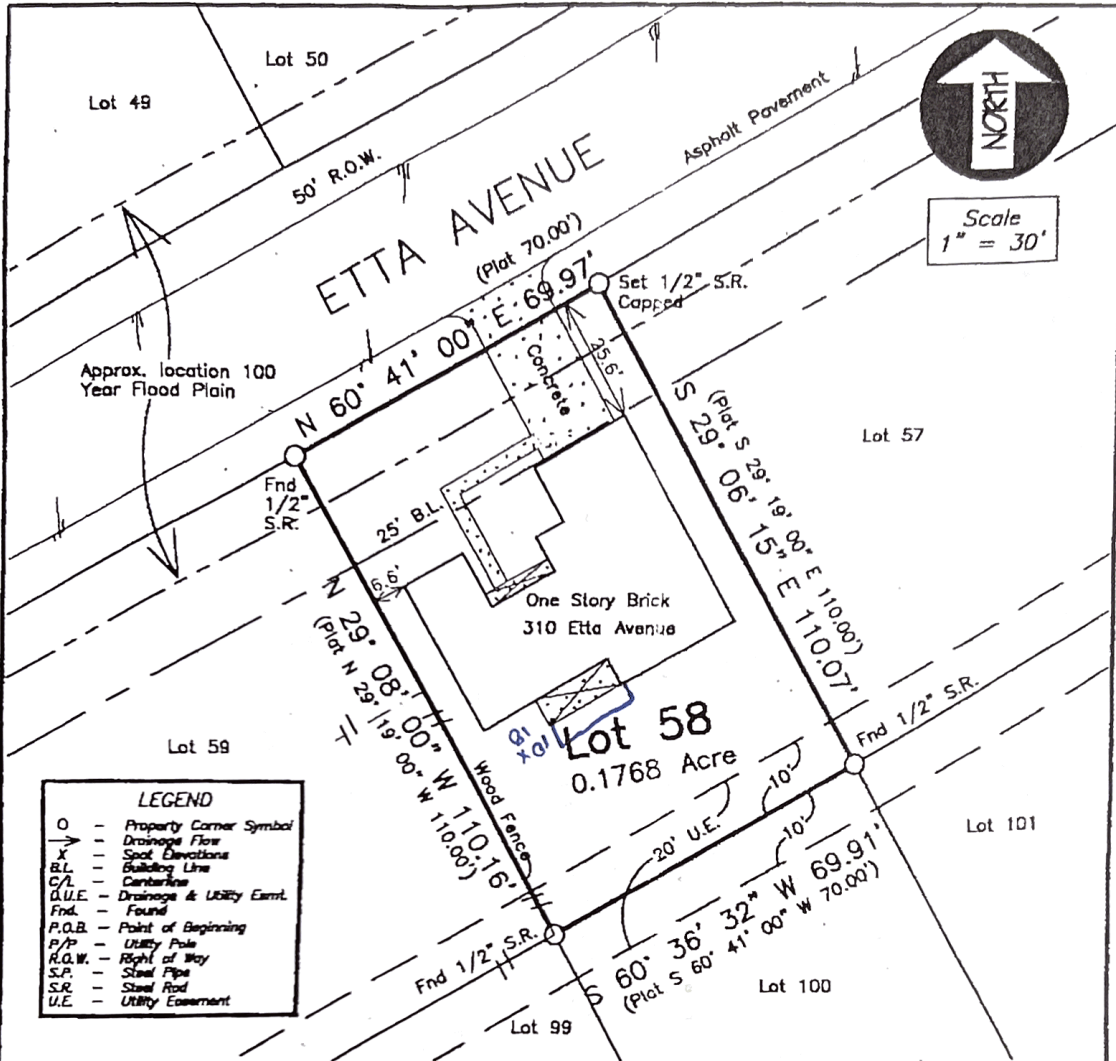 Lot 50
Lot 49
50' R.O.W.
Asphalt Pavement
NORTH
ETTA AVENUE
Scale
1" = 30'
(Plat 70.00')
N 60° 41' 00" E 69.97'
Set 1/2" S.R.
Capped
Approx. location 100
Year Flood Plain
Concrete
25.6'
S 29° 06' 15" E 110.07'
(Plat S 29° 19' 00" E 110.00')
Lot 57
Fnd
1/2"
S.R.
25' B.L.
6.6'
One Story Brick
310 Etta Avenue
N 29° 08' 00" W 110.16'
(Plat N 29° 19' 00" W 110.00')
Wood Fence
Lot 59
Lot 58
0.1768 Acre
Fnd 1/2" S.R.
10'
20' U.E.
10'
Lot 101
S 60° 36' 32" W 69.91'
(Plat S 60° 41' 00" W 70.00')
Fnd 1/2" S.R.
Lot 100
Lot 99
LEGEND
O – Property Corner Symbol
– Drainage Flow
X – Spot Elevations
B.L. – Building Line
C/L – Centerline
D.U.E. – Drainage & Utility Esmt.
Fnd. – Found
P.O.B. – Point of Beginning
P/P – Utility Pole
R.O.W. – Right of Way
S.P. – Steel Pipe
S.R. – Steel Rod
U.E. – Utility Easement